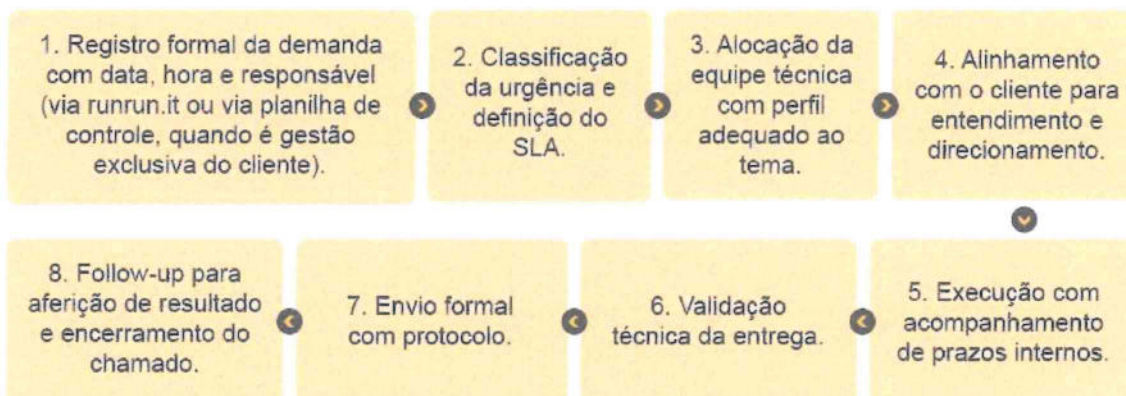 1. Registro formal da demanda
com data, hora e responsável
(via runrun.it ou via planilha de
controle, quando é gestão
exclusiva do cliente).
2. Classificação
da urgência e
definição do
SLA.
3. Alocação da
equipe técnica
com perfil
adequado ao
tema.
4. Alinhamento
com o cliente para
entendimento e
direcionamento.
5. Execução com
acompanhamento
de prazos internos.
6. Validação
técnica da entrega.
7. Envio formal
com protocolo.
8. Follow-up para
aferição de resultado
e encerramento do
chamado.